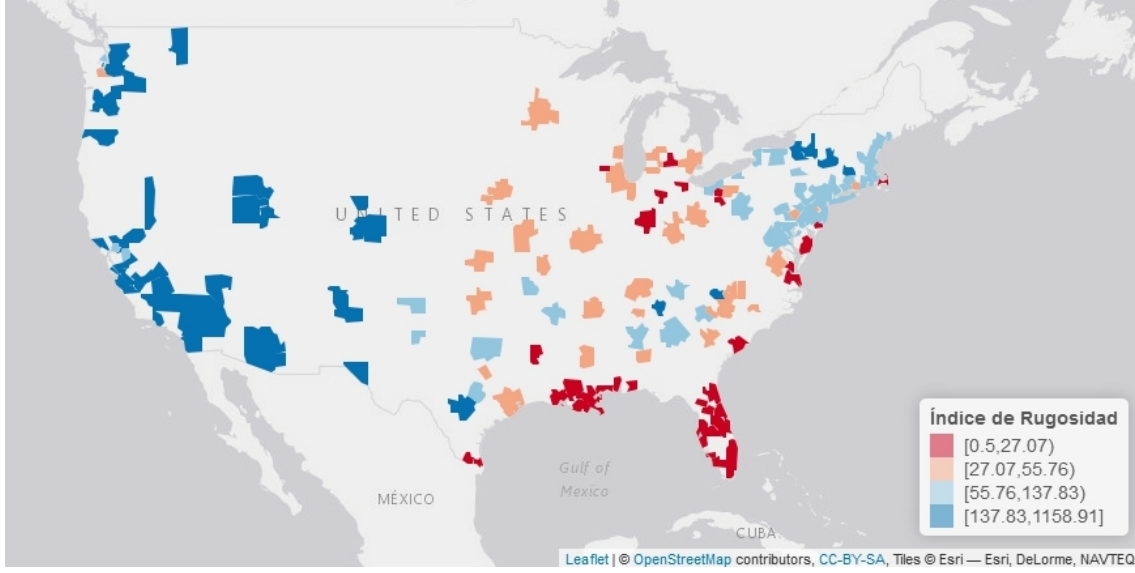 UNITED STATES
Gulf of
Mexico
MÉXICO
CUBA
Índice de Rugosidad
[0.5,27.07)
[27.07,55.76)
[55.76,137.83)
[137.83,1158.91]
Leaflet | © OpenStreetMap contributors, CC-BY-SA, Tiles © Esri — Esri, DeLorme, NAVTEQ